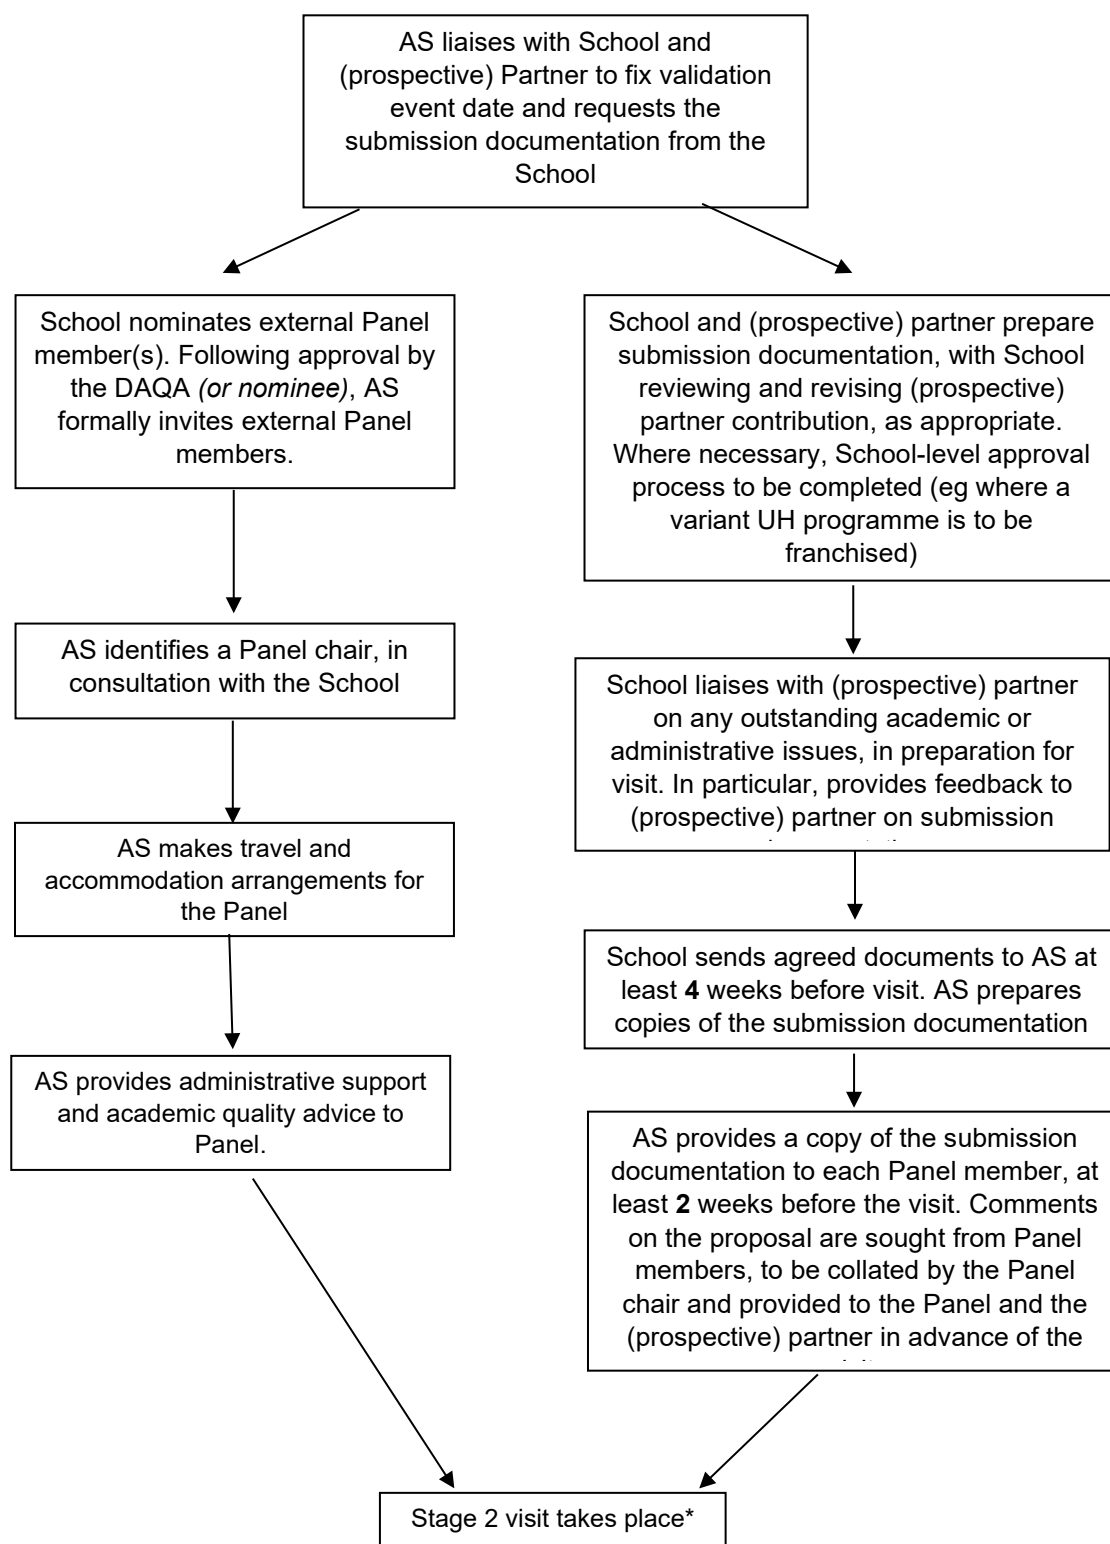 AS liaises with School and
(prospective) Partner to fix validation
event date and requests the
submission documentation from the
School
School nominates external Panel
member(s). Following approval by
the DAQA (or nominee), AS
formally invites external Panel
members.
School and (prospective) partner prepare
submission documentation, with School
reviewing and revising (prospective)
partner contribution, as appropriate.
Where necessary, School-level approval
process to be completed (eg where a
variant UH programme is to be
franchised)
AS identifies a Panel chair, in
consultation with the School
School liaises with (prospective) partner
on any outstanding academic or
administrative issues, in preparation for
visit. In particular, provides feedback to
(prospective) partner on submission
AS makes travel and
accommodation arrangements for
the Panel
School sends agreed documents to AS at
least 4 weeks before visit. AS prepares
copies of the submission documentation
AS provides administrative support
and academic quality advice to
Panel.
AS provides a copy of the submission
documentation to each Panel member, at
least 2 weeks before the visit. Comments
on the proposal are sought from Panel
members, to be collated by the Panel
chair and provided to the Panel and the
(prospective) partner in advance of the
Stage 2 visit takes place*